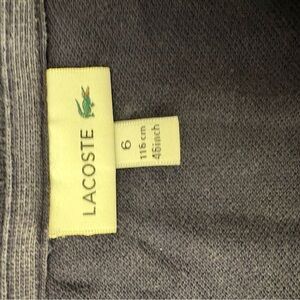 LACOSTE
6
116 cm
46inch